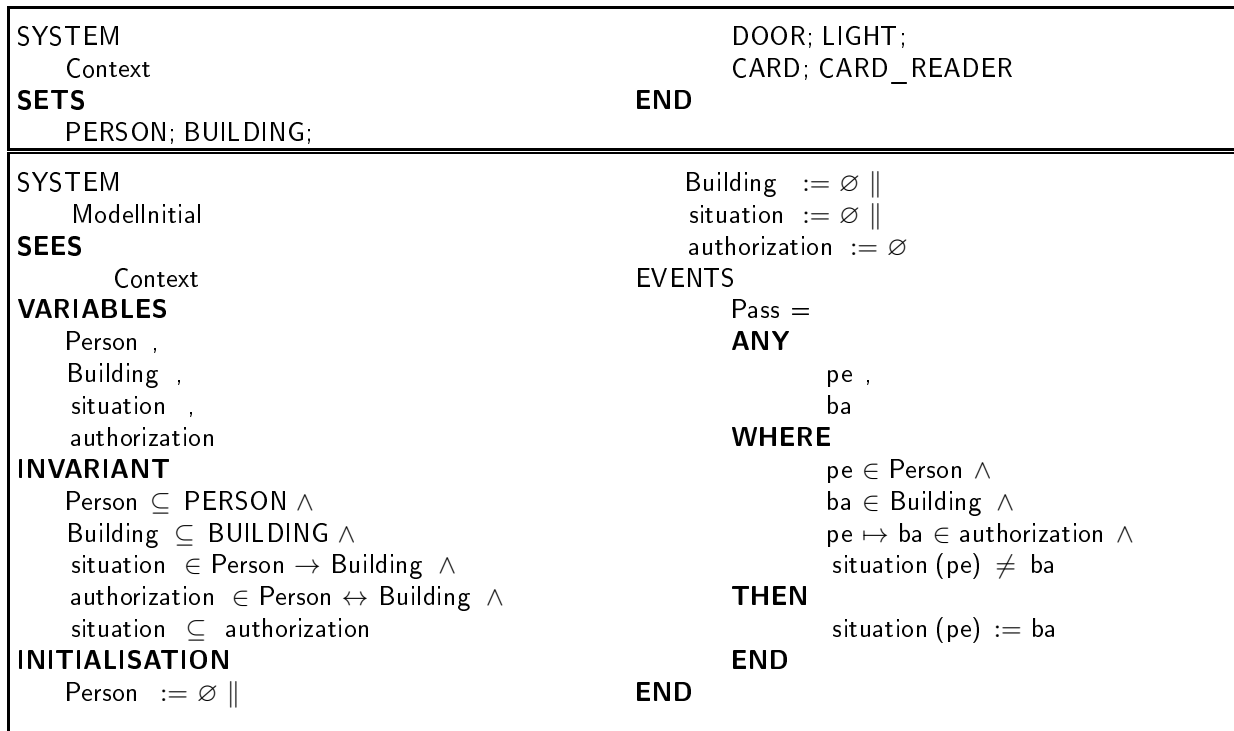 SYSTEM
Context
SETS
PERSON; BUILDING;
DOOR; LIGHT;
CARD; CARD_READER
END
SYSTEM
ModelInitial
SEES
Context
VARIABLES
Person ,
Building ,
situation ,
authorization
INVARIANT
Person ⊆ PERSON ∧
Building ⊆ BUILDING ∧
situation ∈ Person → Building ∧
authorization ∈ Person ↔ Building ∧
situation ⊆ authorization
INITIALISATION
Person := ∅ ∥
Building := ∅ ∥
situation := ∅ ∥
authorization := ∅
EVENTS
Pass =
ANY
pe ,
ba
WHERE
pe ∈ Person ∧
ba ∈ Building ∧
pe ↦ ba ∈ authorization ∧
situation (pe) ≠ ba
THEN
situation (pe) := ba
END
END